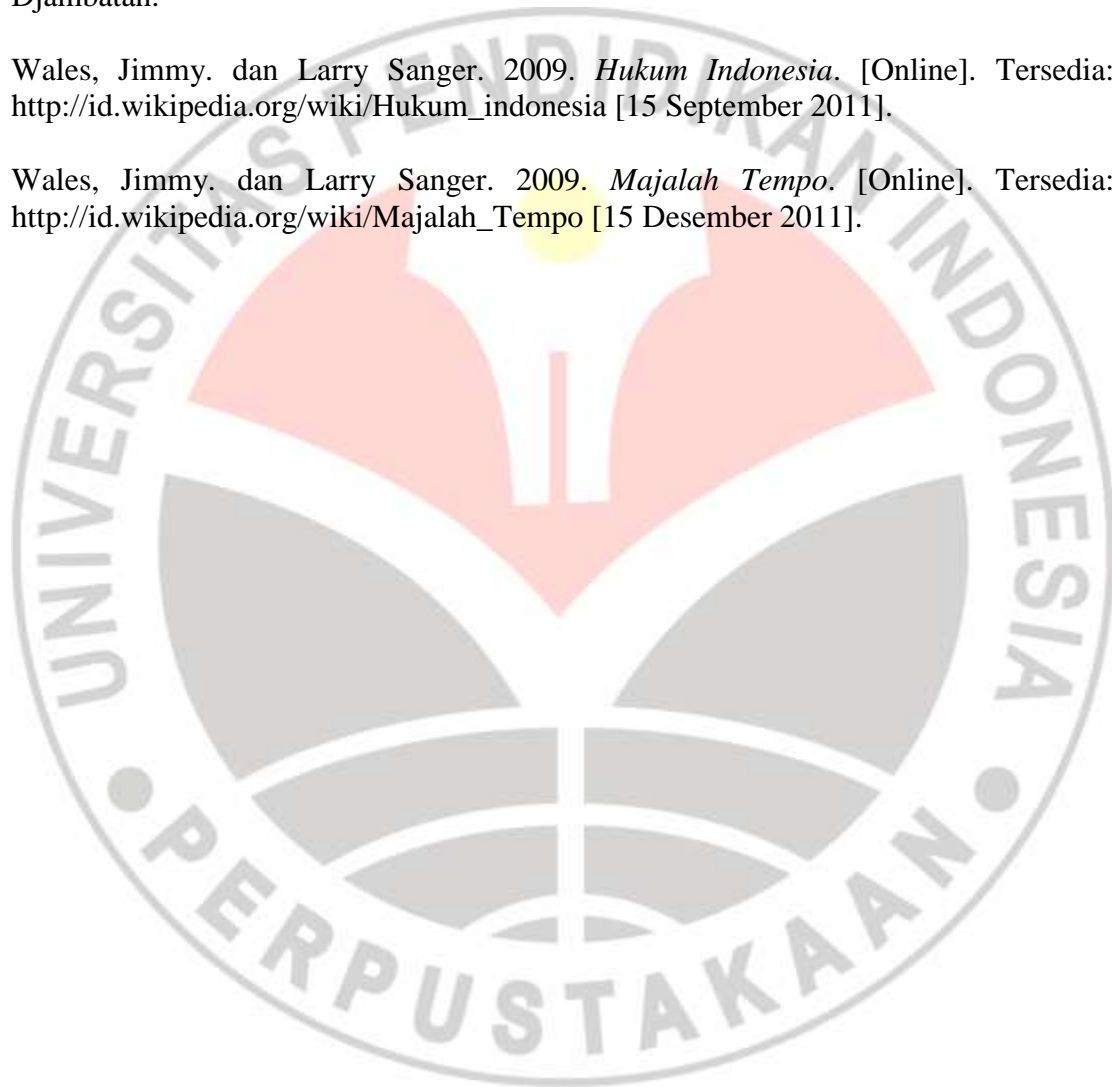 Djambatan.
Wales, Jimmy. dan Larry Sanger. 2009. Hukum Indonesia. [Online]. Tersedia:
http://id.wikipedia.org/wiki/Hukum_indonesia [15 September 2011].
Wales, Jimmy. dan Larry Sanger. 2009. Majalah Tempo. [Online]. Tersedia:
http://id.wikipedia.org/wiki/Majalah_Tempo [15 Desember 2011].
UNIVERSITAS PENDIDIKAN INDONESIA
PERPUSTAKAAN